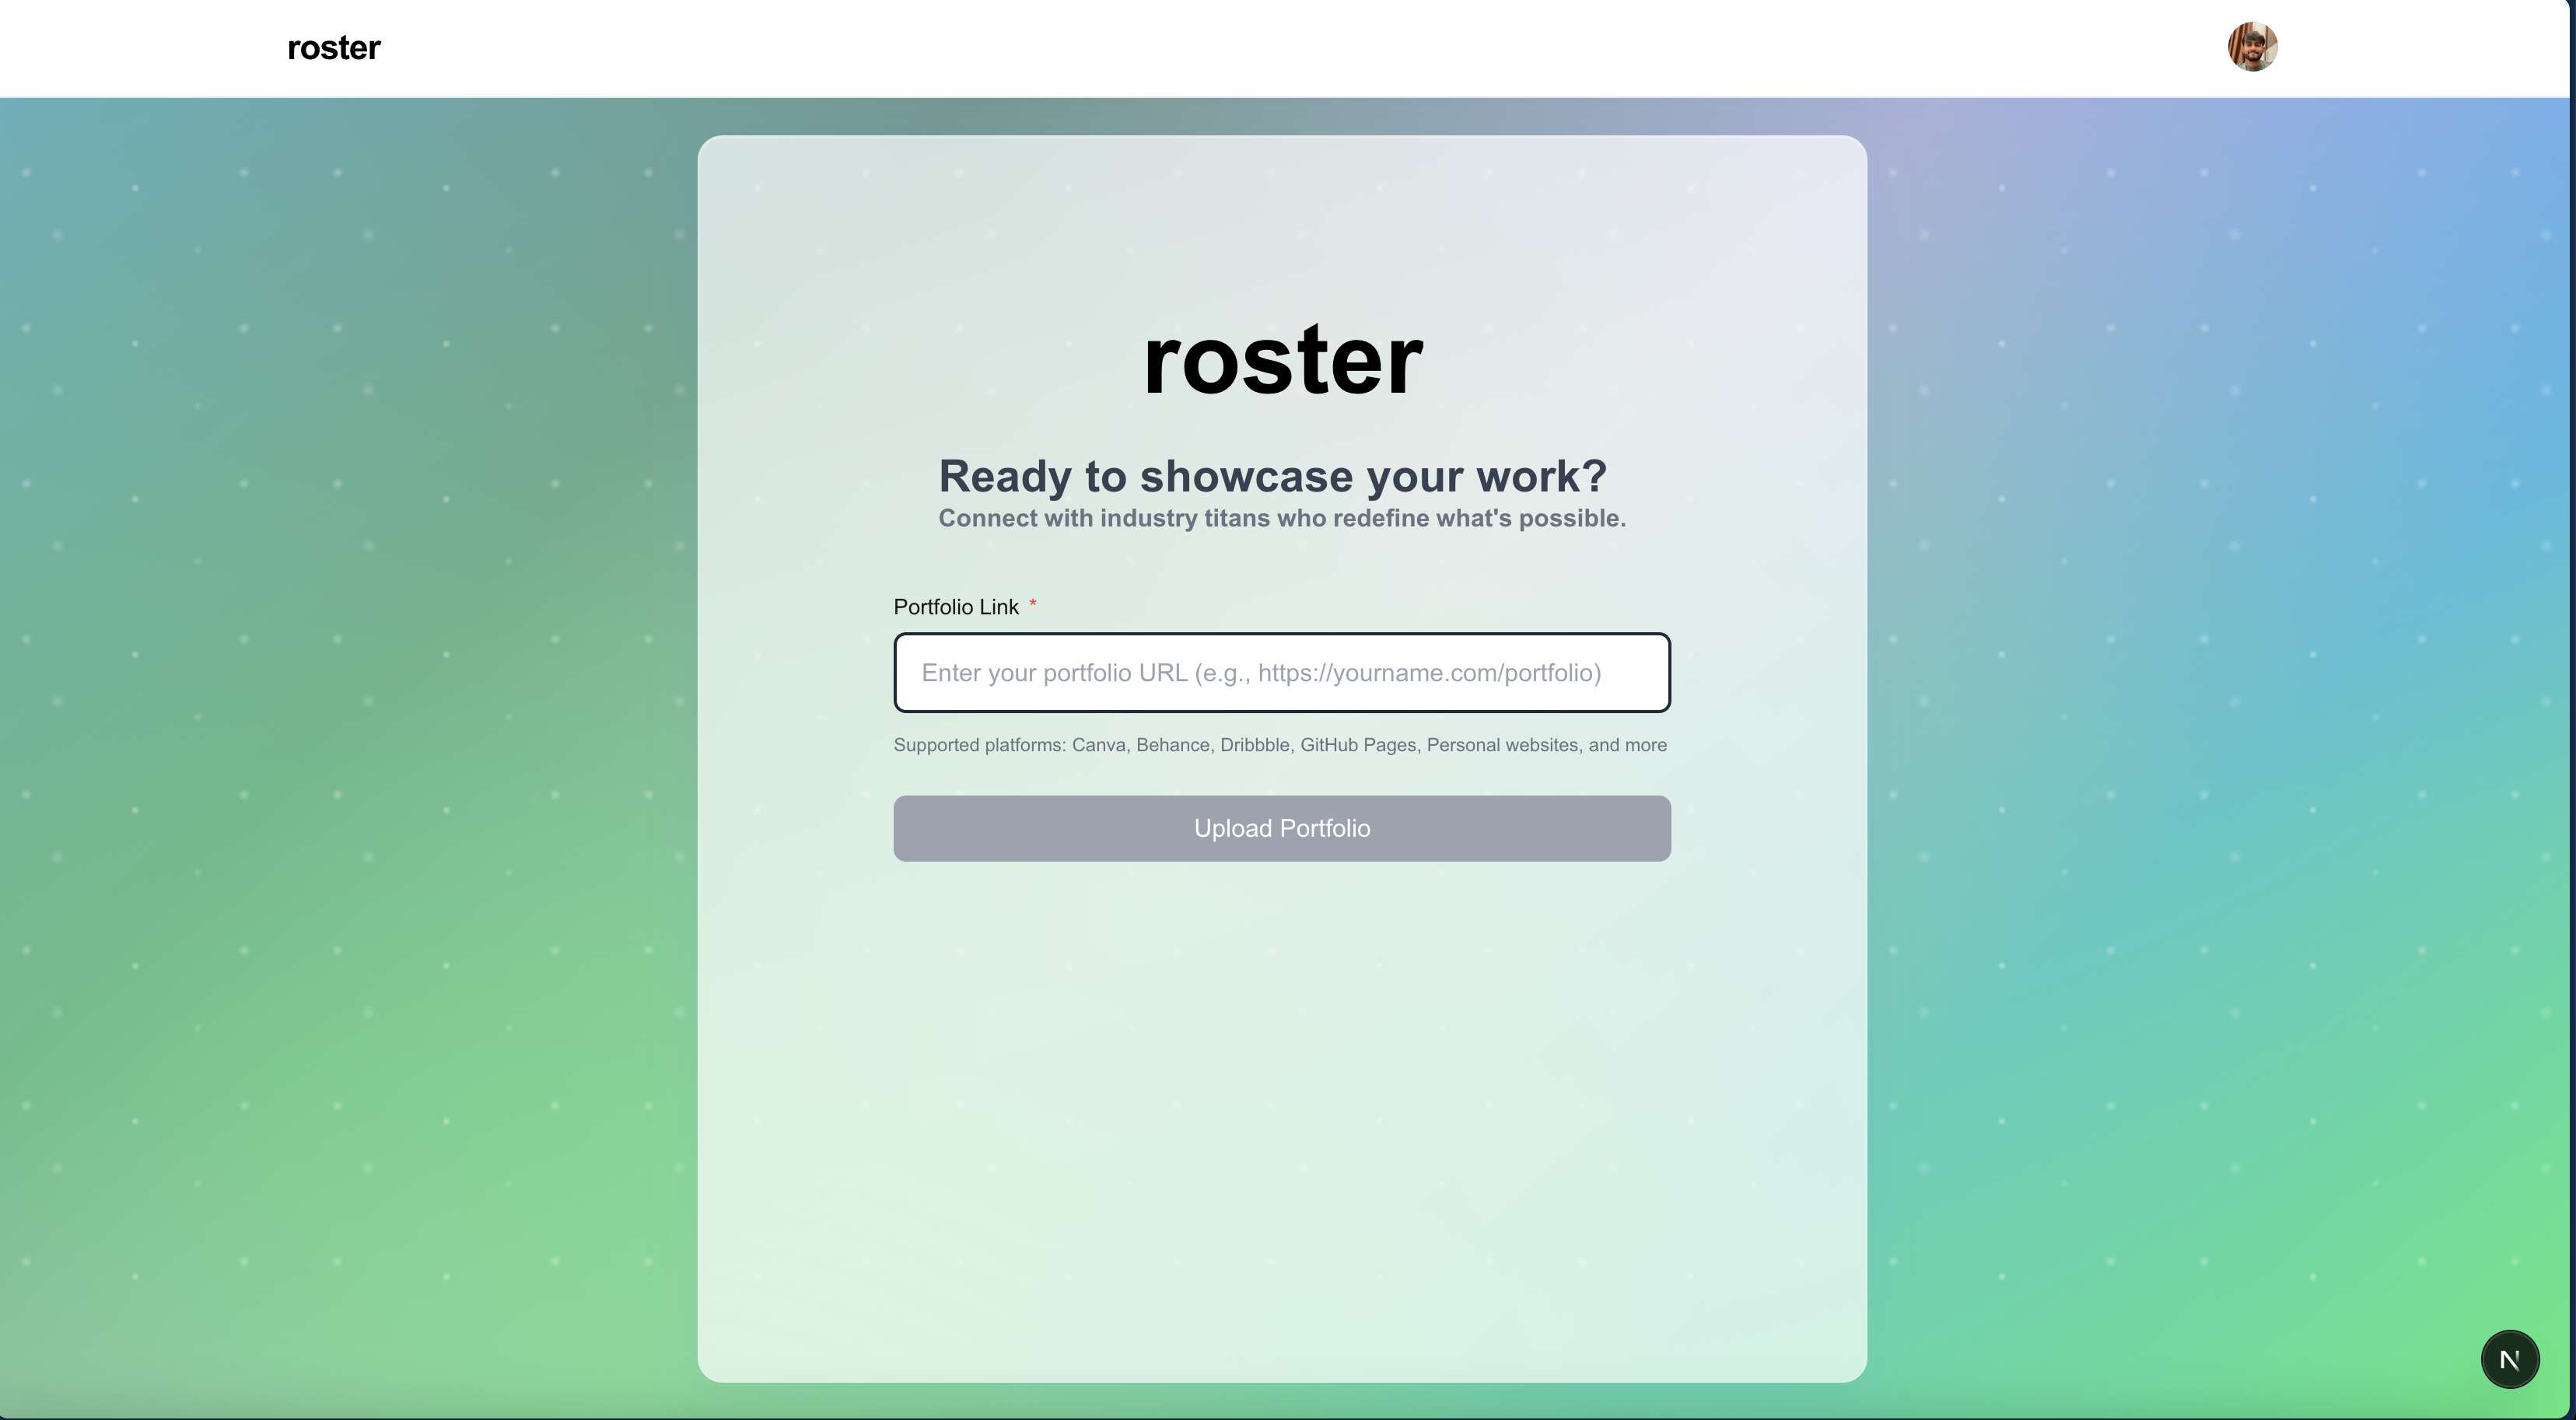 roster
roster
Ready to showcase your work?
Connect with industry titans who redefine what's possible.
Portfolio Link *
Enter your portfolio URL (e.g., https://yourname.com/portfolio)
Supported platforms: Canva, Behance, Dribbble, GitHub Pages, Personal websites, and more
Upload Portfolio
N